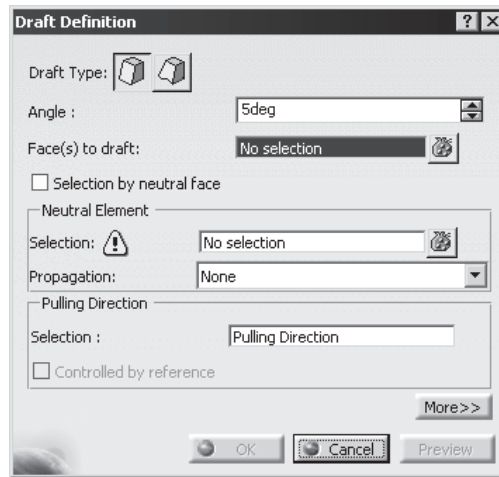 Draft Definition
Draft Type:
Angle : 5deg
Face(s) to draft: No selection
Selection by neutral face
Neutral Element
Selection: No selection
Propagation: None
Pulling Direction
Selection : Pulling Direction
Controlled by reference
More>>
OK Cancel Preview